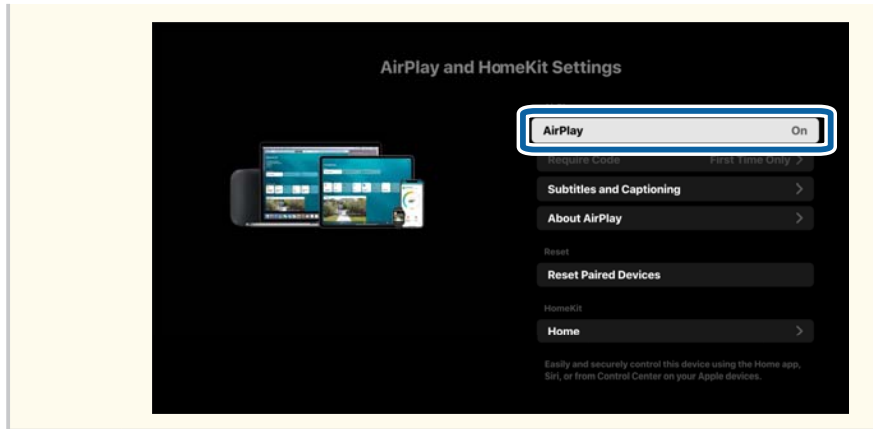 AirPlay and HomeKit Settings
AirPlay On
Require Code First Time Only >
Subtitles and Captioning >
About AirPlay >
Reset
Reset Paired Devices
HomeKit
Home >
Easily and securely control this device using the Home app,
Siri, or from Control Center on your Apple devices.